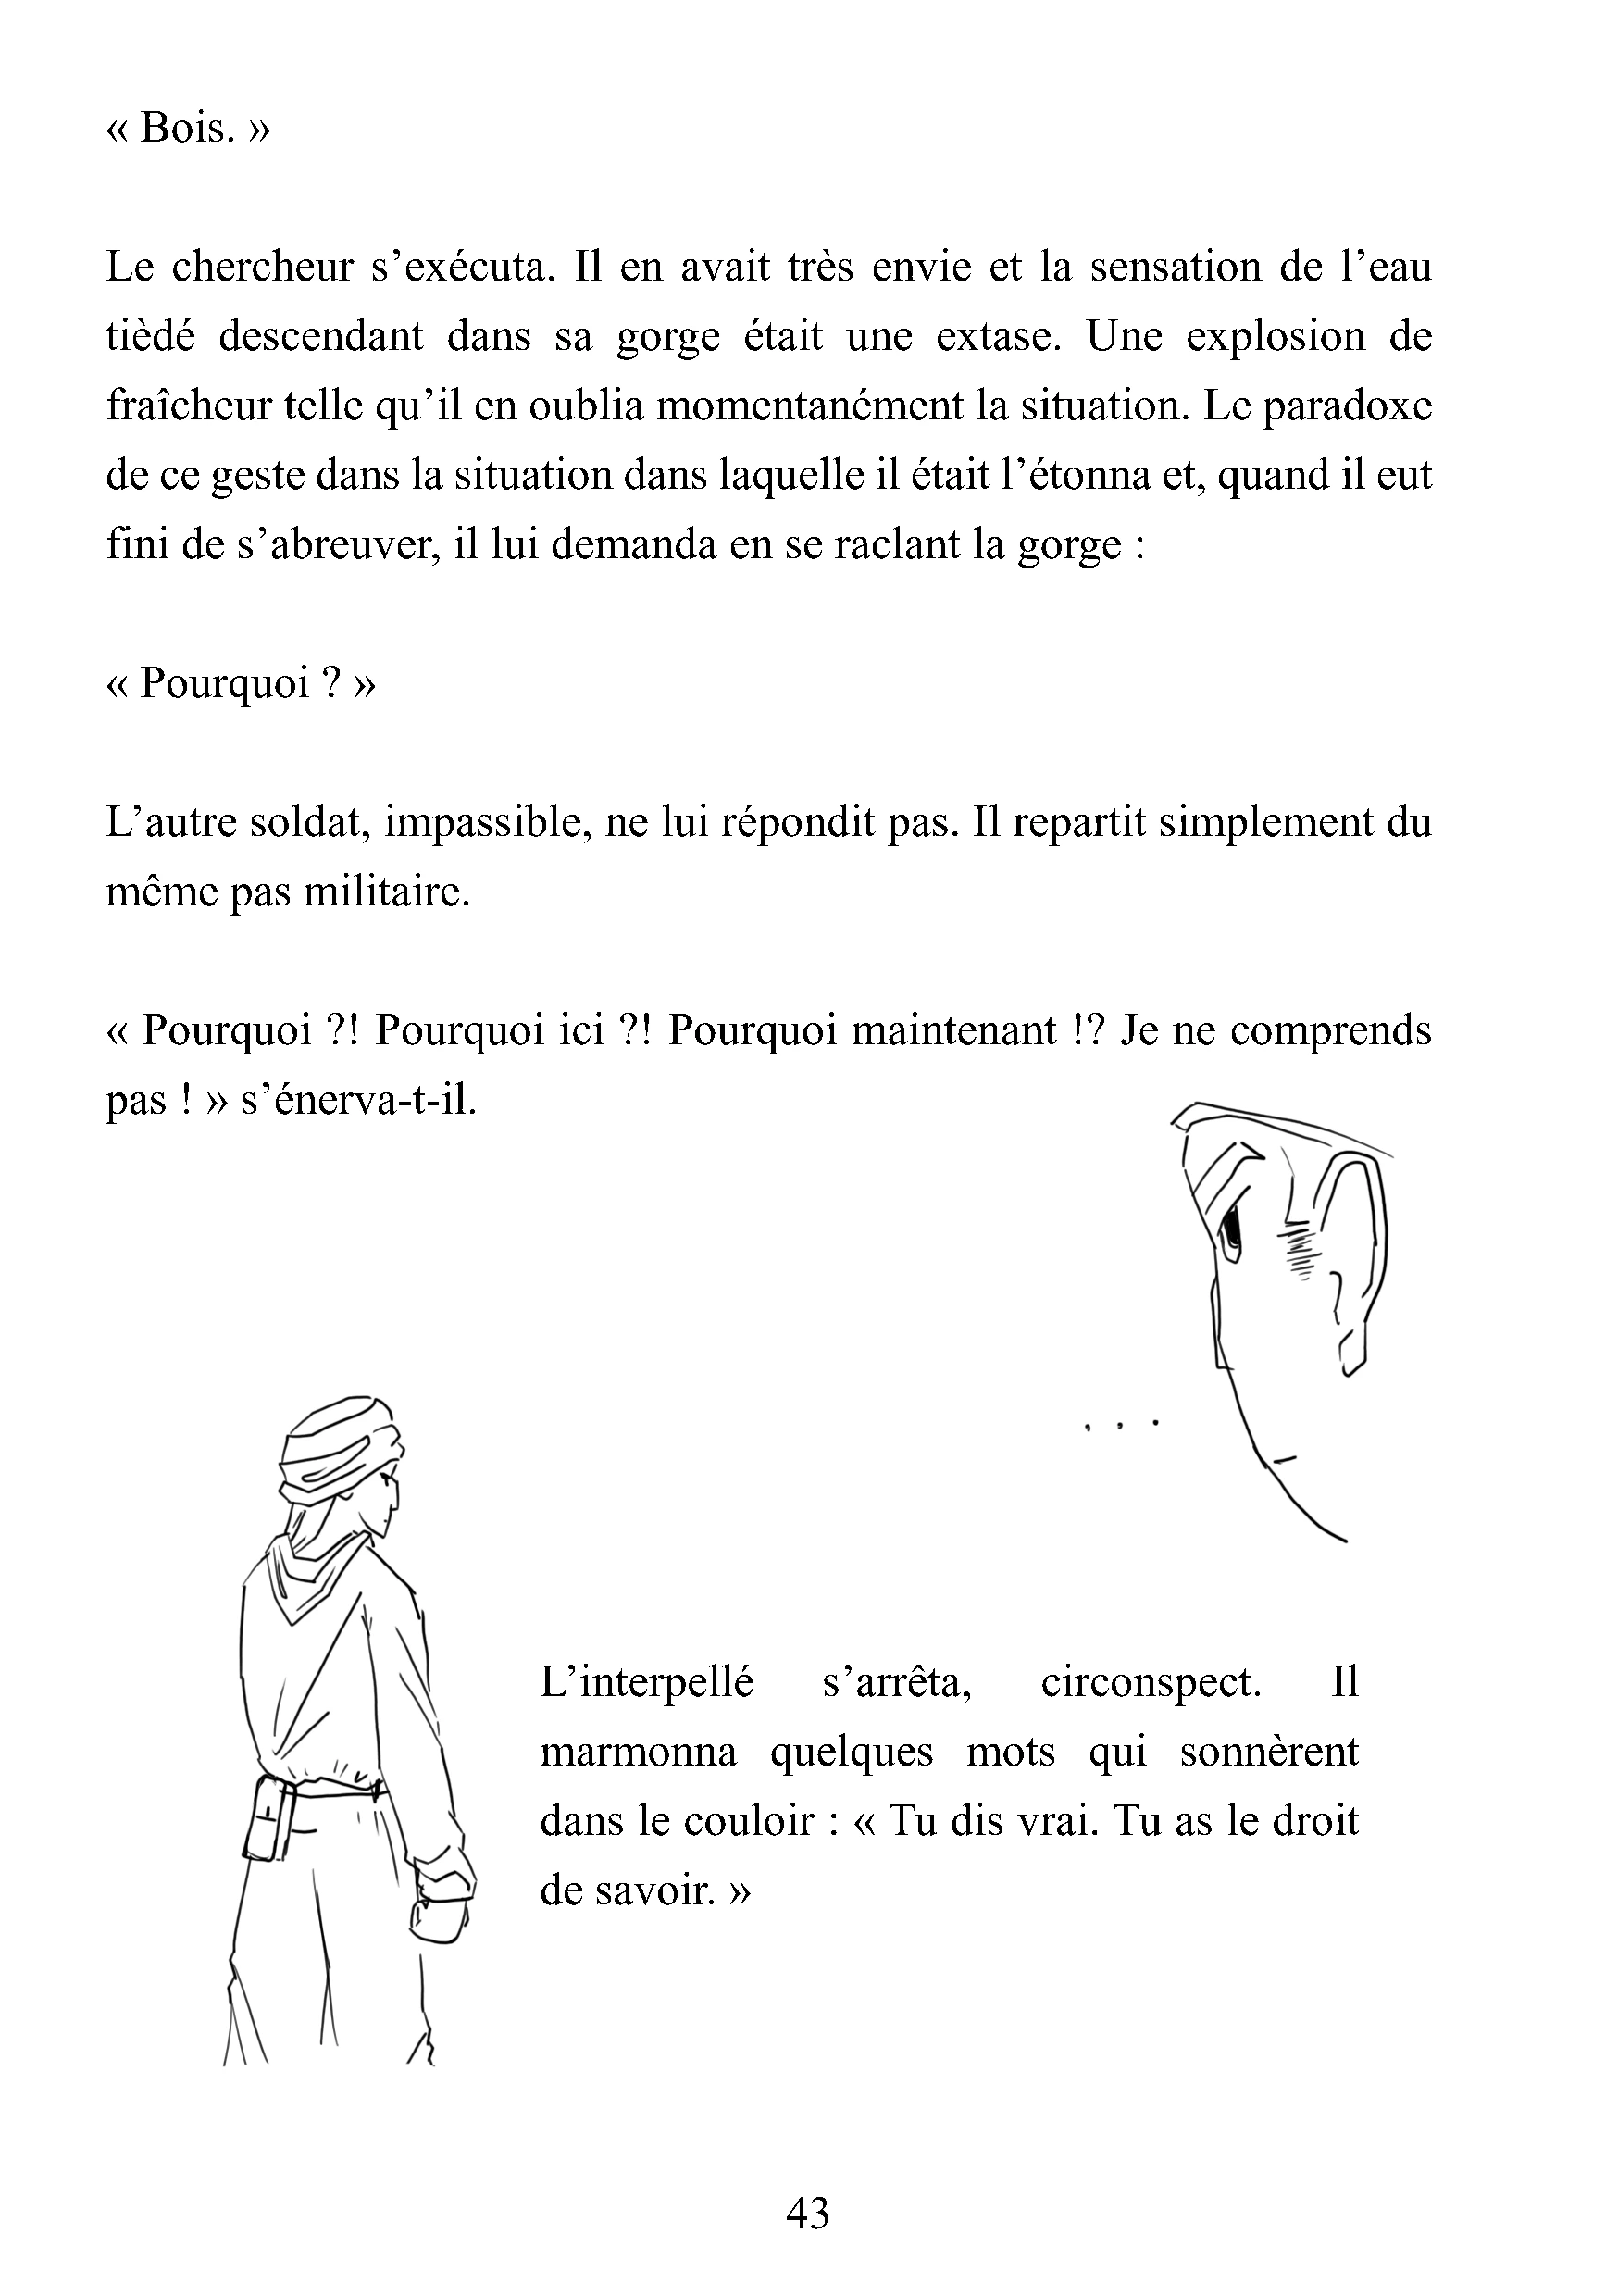 « Bois. »
Le chercheur s’exécuta. Il en avait très envie et la sensation de l’eau
tièdé descendant dans sa gorge était une extase. Une explosion de
fraîcheur telle qu’il en oublia momentanément la situation. Le paradoxe
de ce geste dans la situation dans laquelle il était l’étonna et, quand il eut
fini de s’abreuver, il lui demanda en se raclant la gorge :
« Pourquoi ? »
L’autre soldat, impassible, ne lui répondit pas. Il repartit simplement du
même pas militaire.
« Pourquoi ?! Pourquoi ici ?! Pourquoi maintenant !? Je ne comprends
pas ! » s’énerva-t-il.
. . .
L’interpellé s’arrêta, circonspect. Il
marmonna quelques mots qui sonnèrent
dans le couloir : « Tu dis vrai. Tu as le droit
de savoir. »
43